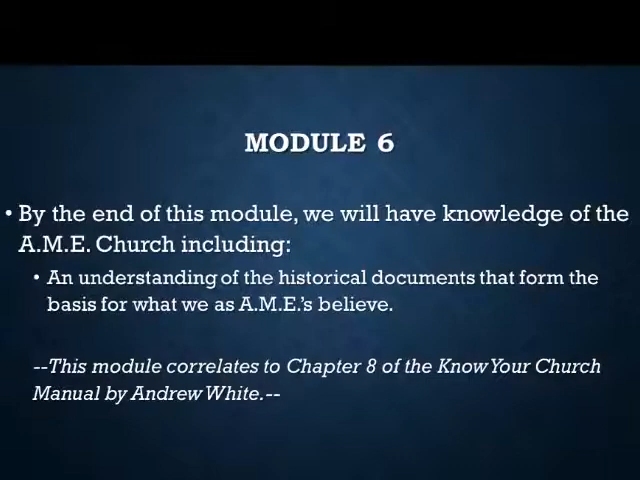 MODULE 6
• By the end of this module, we will have knowledge of the
A.M.E. Church including:
• An understanding of the historical documents that form the
basis for what we as A.M.E.'s believe.
--This module correlates to Chapter 8 of the Know Your Church
Manual by Andrew White.--